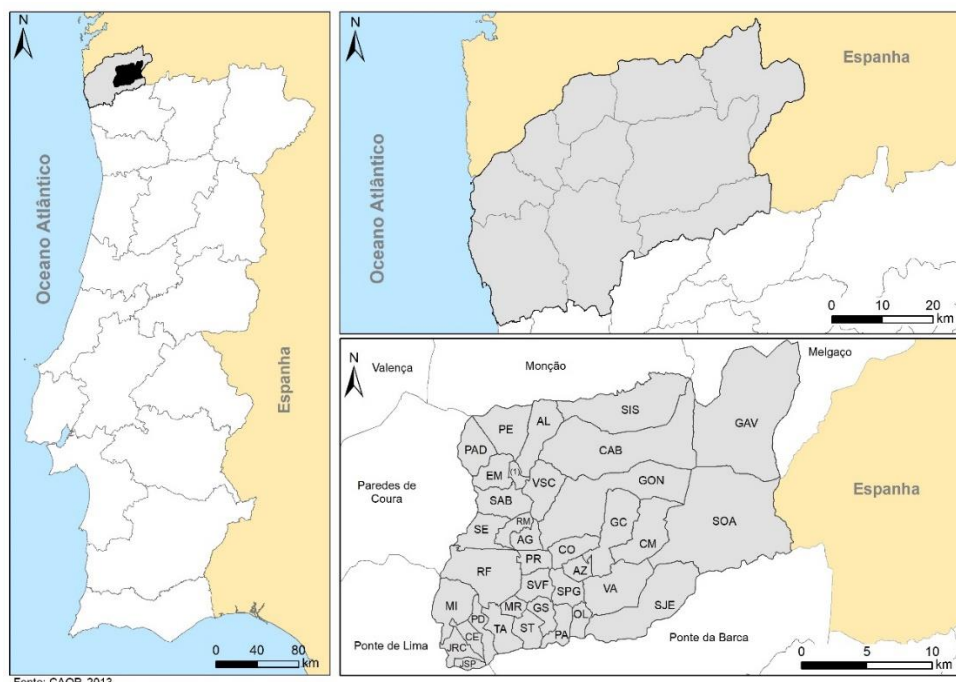 N
Oceano Atlântico
Espanha
0 40 80
km
Fonte: CAOP, 2013
N
Oceano Atlântico
Espanha
0 10 20
km
N
Valença
Monção
Melgaço
Paredes de
Coura
Ponte de Lima
Ponte da Barca
Espanha
SIS
GAV
PE
AL
PAD
CAB
EM
(1)
VSC
GON
SAB
SOA
SE
RM
AG
GC
CM
CO
PR
AZ
RF
SVF
SPG
VA
SJE
MI
MR
GS
OL
PD
TA
ST
PA
CE
JRC
JSP
0 5 10
km